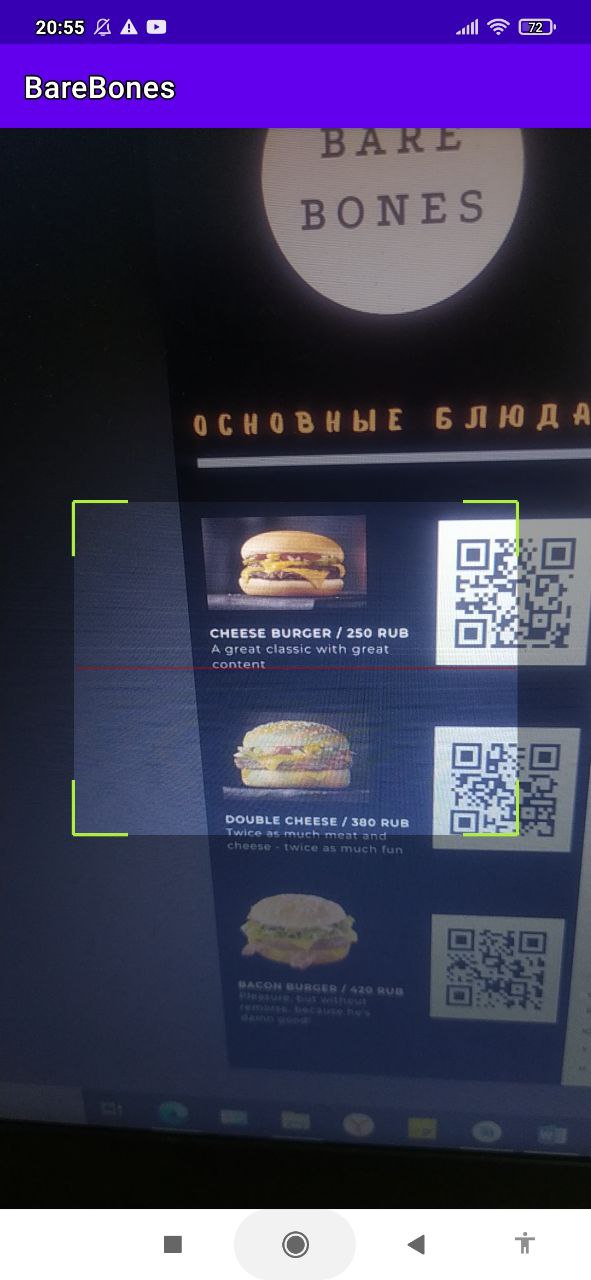 20:55
72
BareBones
BARE
BONES
ОСНОВНЫЕ БЛЮДА
CHEESE BURGER / 250 RUB
A great classic with great
content
DOUBLE CHEESE / 380 RUB
Twice as much meat and
cheese - twice as much fun
BACON BURGER / 420 RUB
Pleasure, but without
remorse, because he's
damn good!